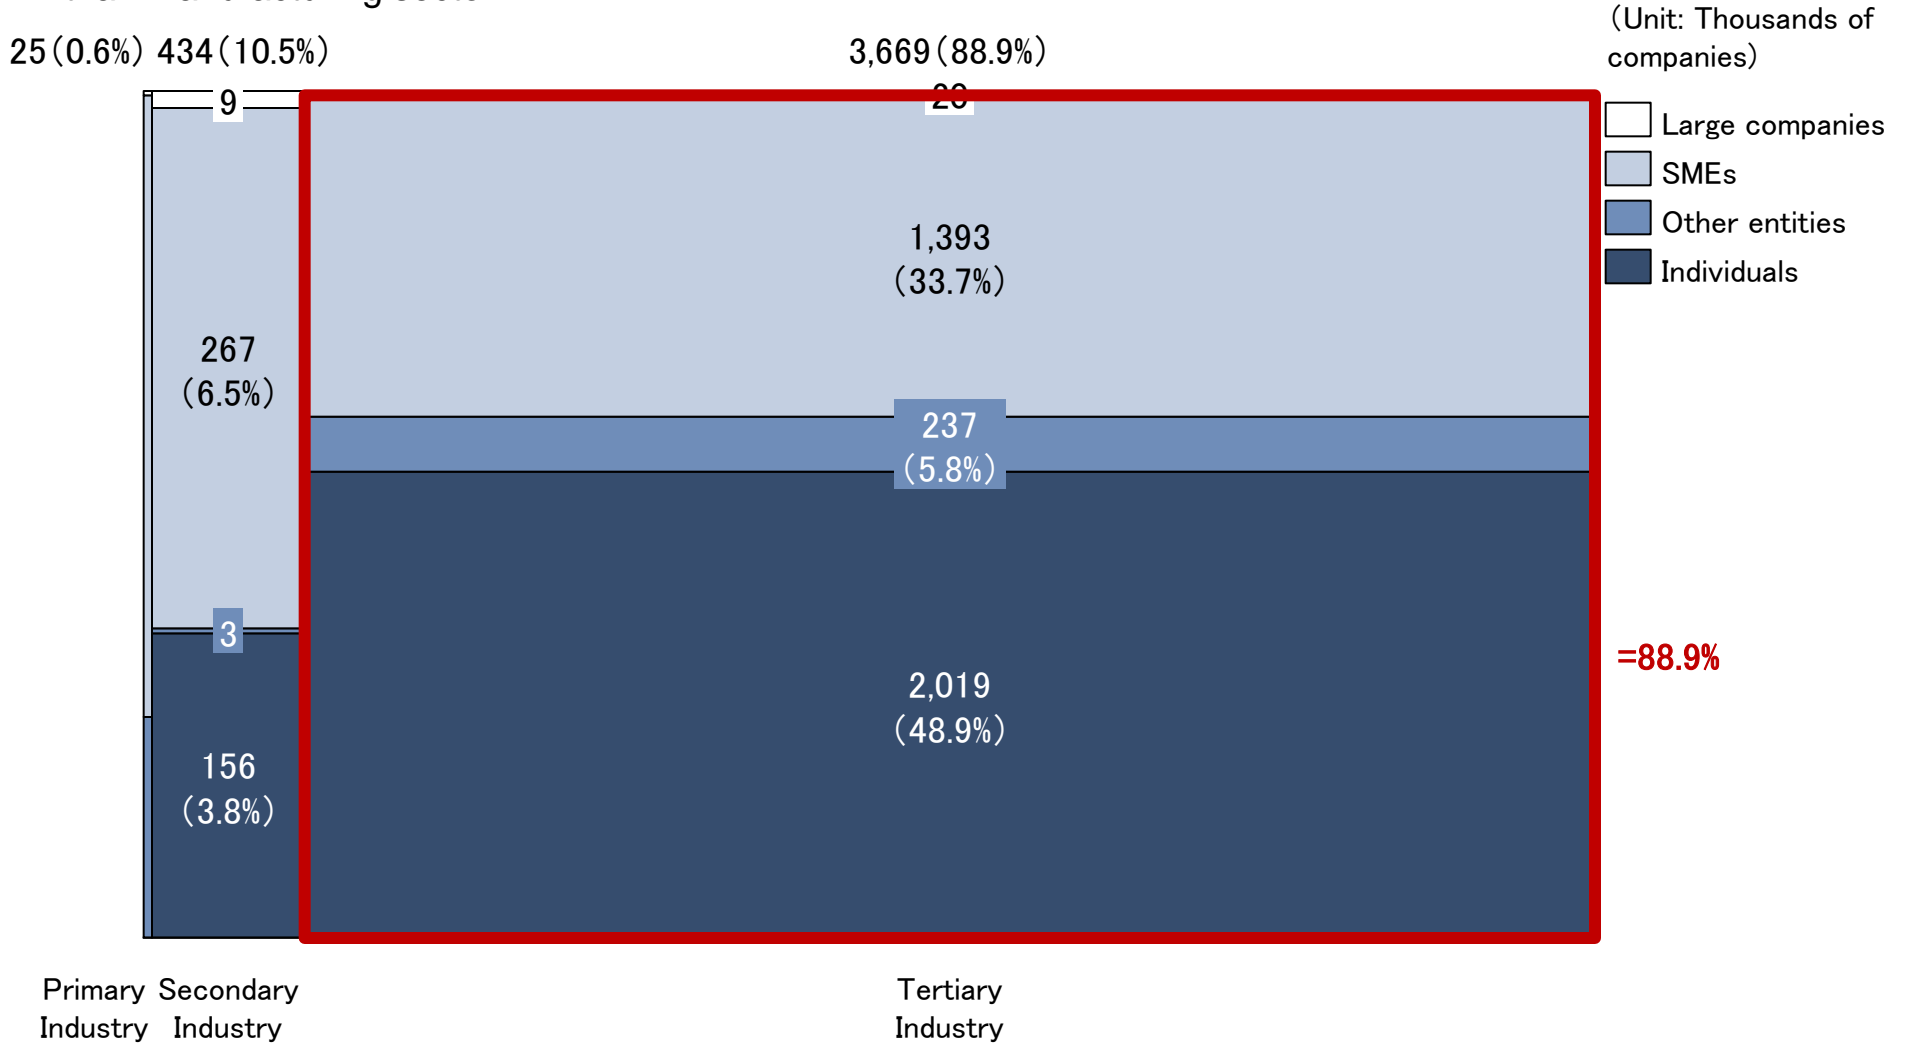 25(0.6%) 434(10.5%) 3,669(88.9%)
(Unit: Thousands of
companies)
9
Large companies
SMEs
Other entities
Individuals
1,393
(33.7%)
267
(6.5%)
237
(5.8%)
3
2,019
(48.9%)
=88.9%
156
(3.8%)
Primary Secondary Tertiary
Industry Industry Industry